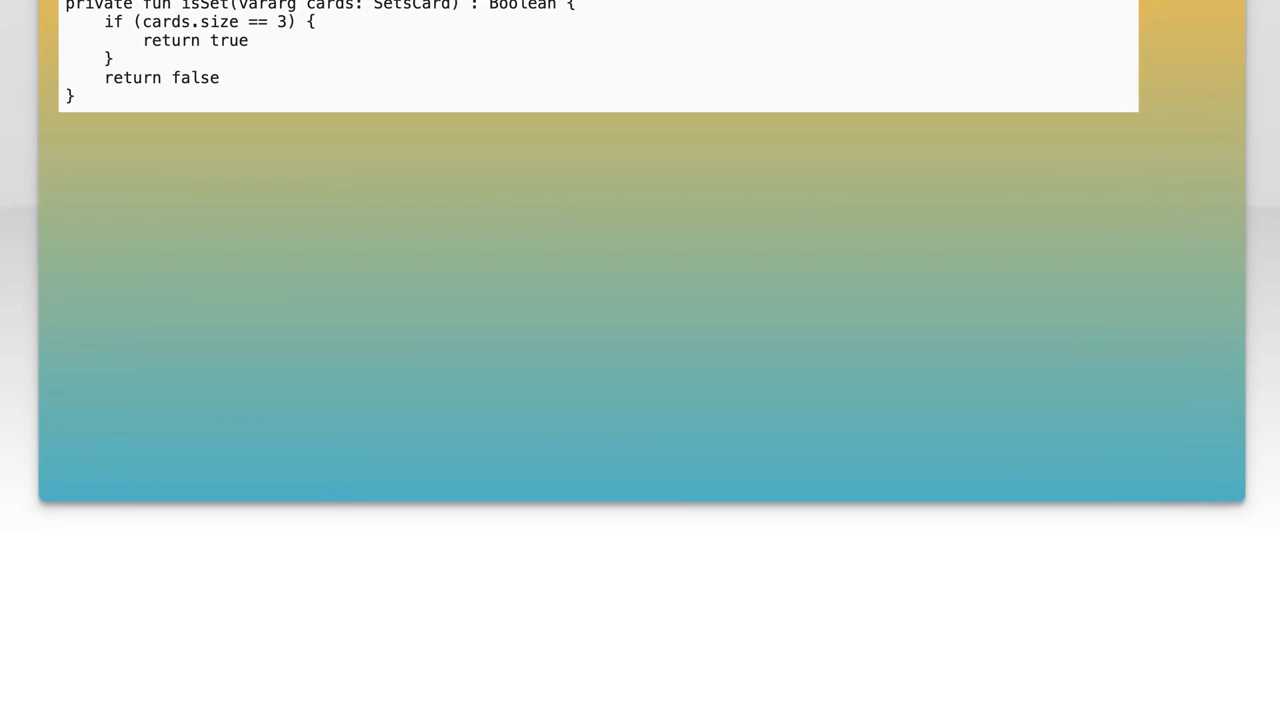 private fun isSet(vararg cards: SetsCard) : Boolean {
if (cards.size == 3) {
return true
}
return false
}